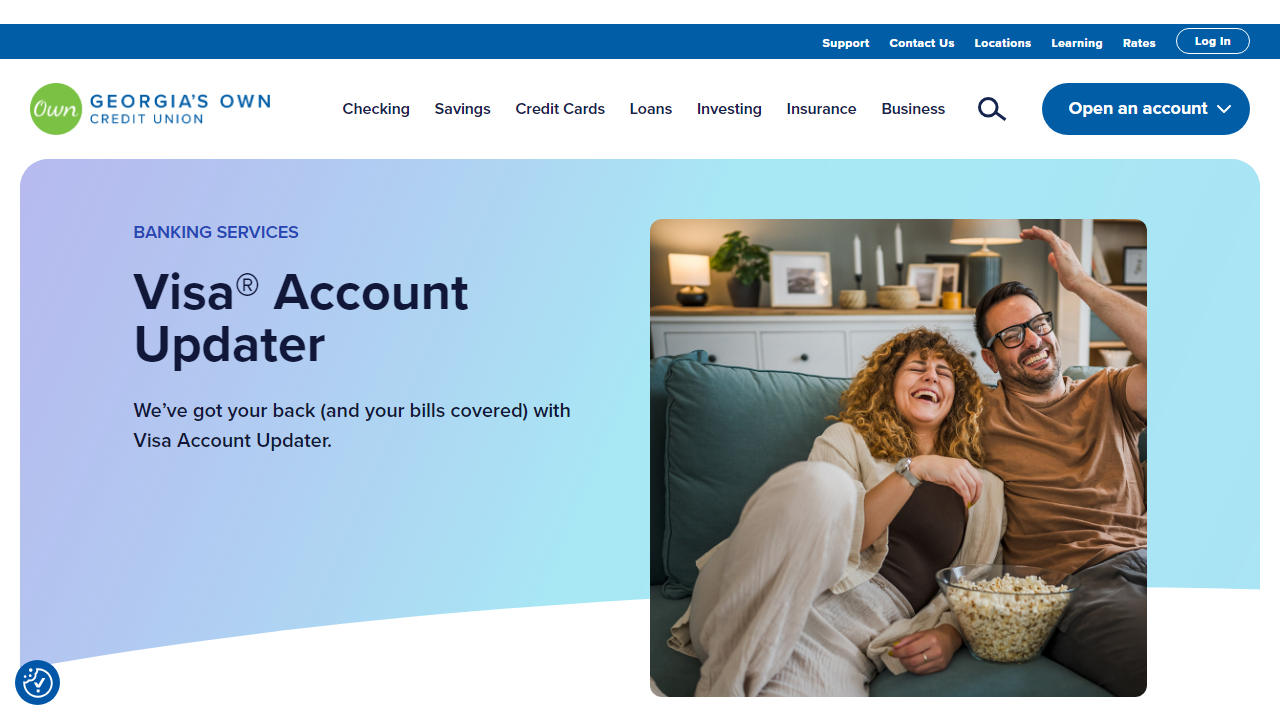 Support Contact Us Locations Learning Rates Log In
Own GEORGIA'S OWN
CREDIT UNION
Checking Savings Credit Cards Loans Investing Insurance Business
Open an account
BANKING SERVICES
Visa® Account
Updater
We've got your back (and your bills covered) with
Visa Account Updater.